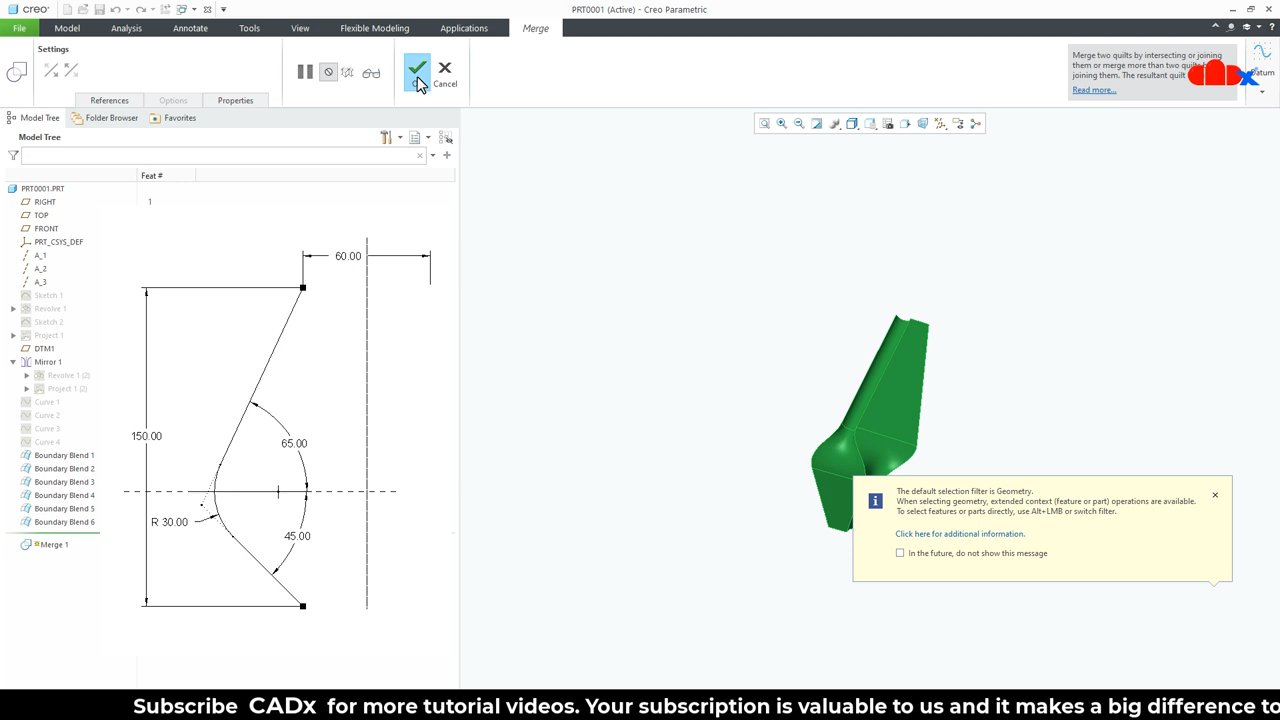 creo
PRT0001 (Active) - Creo Parametric
File
Model
Analysis
Annotate
Tools
View
Flexible Modeling
Applications
Merge
Settings
Cancel
References
Options
Properties
Merge two quilts by intersecting or joining
them or merge more than two quilts
joining them. The resultant quilt
Read more...
Datum
Model Tree
Folder Browser
Favorites
Model Tree
Feat #
PRT0001.PRT
RIGHT
1
TOP
FRONT
PRT_CSYS_DEF
A_1
A_2
A_3
Sketch 1
Revolve 1
Sketch 2
Project 1
DTM1
Mirror 1
Revolve 1 (2)
Project 1 (2)
Curve 1
Curve 2
Curve 3
Curve 4
Boundary Blend 1
Boundary Blend 2
Boundary Blend 3
Boundary Blend 4
Boundary Blend 5
Boundary Blend 6
Merge 1
60.00
150.00
65.00
R 30.00
45.00
The default selection filter is Geometry.
When selecting geometry, extended context (feature or part) operations are available.
To select features or parts directly, use Alt+LMB or switch filter.
Click here for additional information.
In the future, do not show this message
Subscribe CADx for more tutorial videos. Your subscription is valuable to us and it makes a big difference to